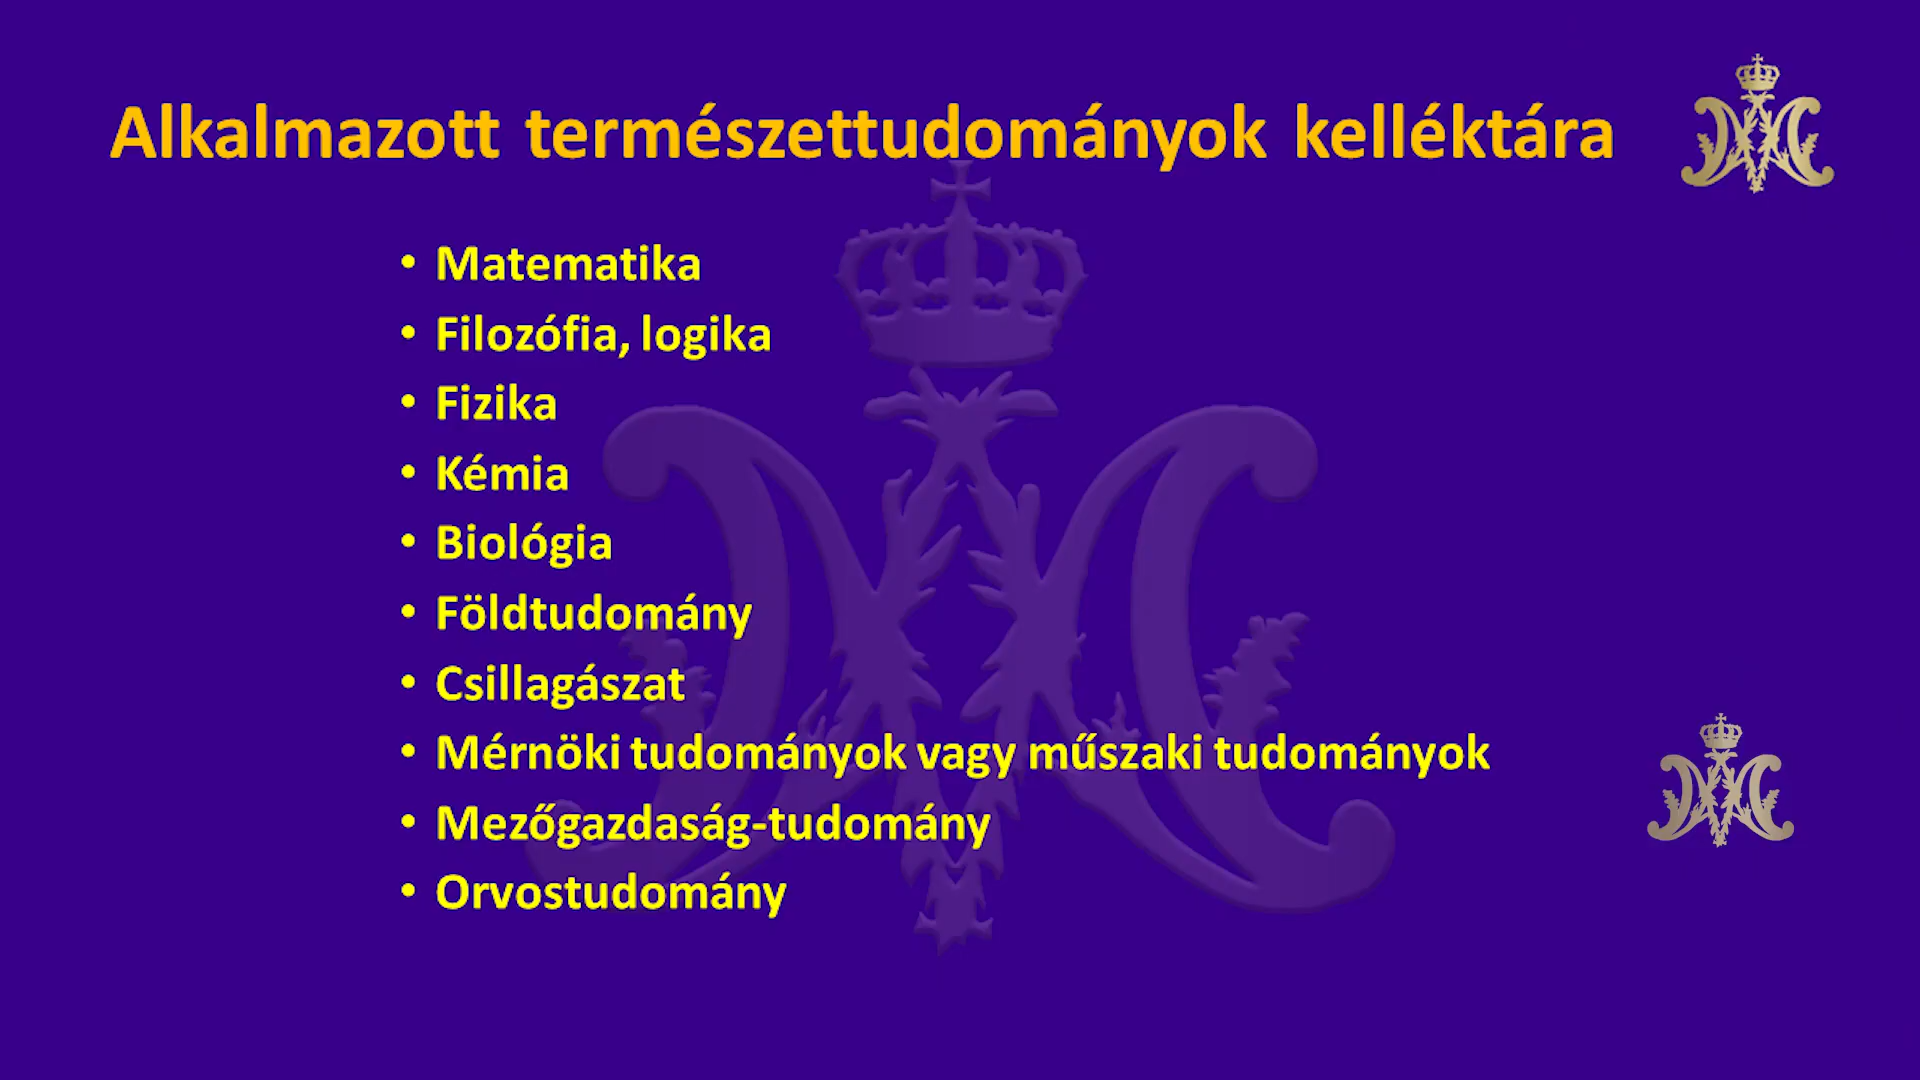 Alkalmazott természettudományok kelléktára
• Matematika
• Filozófia, logika
• Fizika
• Kémia
• Biológia
• Földtudomány
• Csillagászat
• Mérnöki tudományok vagy műszaki tudományok
• Mezőgazdaság-tudomány
• Orvostudomány